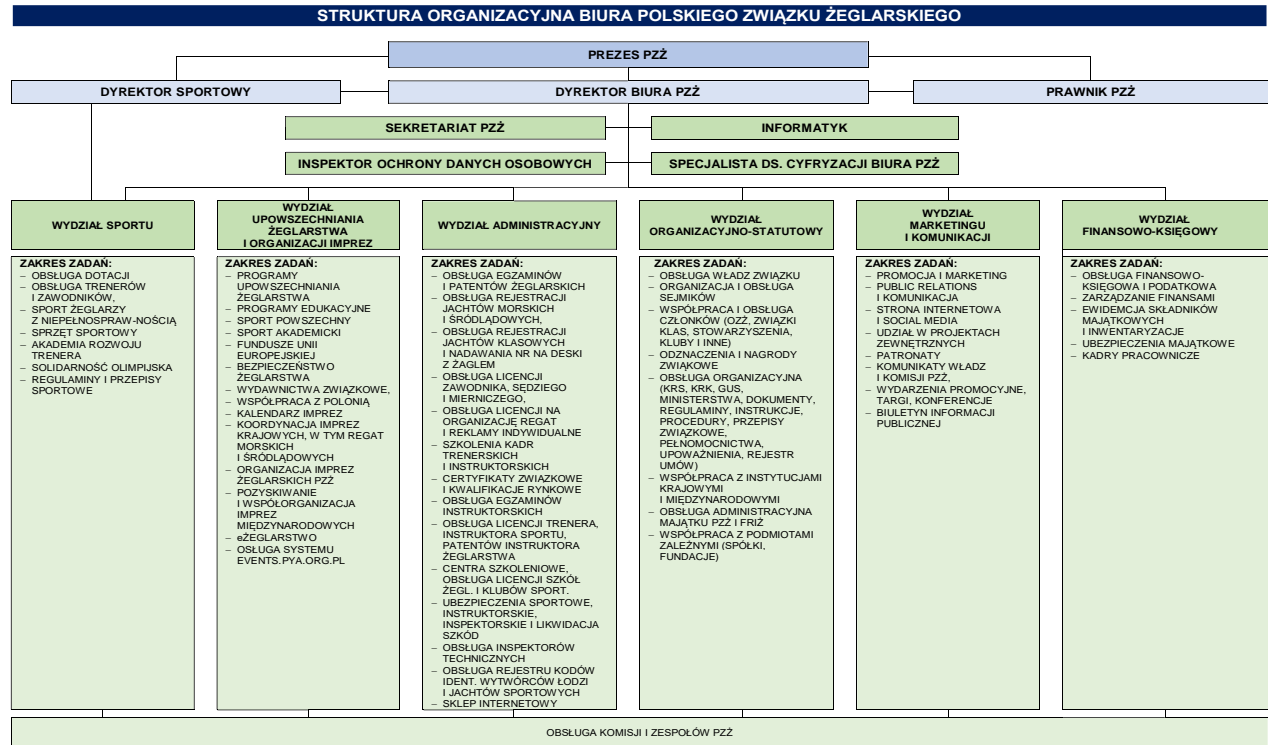 STRUKTURA ORGANIZACYJNA BIURA POLSKIEGO ZWIĄZKU ŻEGLARSKIEGO
PREZES PZŻ
DYREKTOR SPORTOWY
DYREKTOR BIURA PZŻ
PRAWNIK PZŻ
SEKRETARIAT PZŻ
INFORMATYK
INSPEKTOR OCHRONY DANYCH OSOBOWYCH
SPECJALISTA DS. CYFRYZACJI BIURA PZŻ
WYDZIAŁ SPORTU
ZAKRES ZADAŃ:
– OBSŁUGA DOTACJI
– OBSŁUGA TRENERÓW
I ZAWODNIKÓW,
– SPORT ŻEGLARZY
Z NIEPEŁNOSPRAW-NOŚCIĄ
– SPRZĘT SPORTOWY
– AKADEMIA ROZWOJU
TRENERA
– SOLIDARNOŚĆ OLIMPIJSKA
– REGULAMINY I PRZEPISY
SPORTOWE
WYDZIAŁ
UPOWSZECHNIANIA
ŻEGLARSTWA
I ORGANIZACJI IMPREZ
ZAKRES ZADAŃ:
– PROGRAMY
UPOWSZECHNIANIA
ŻEGLARSTWA
– PROGRAMY EDUKACYJNE
– SPORT POWSZECHNY
– SPORT AKADEMICKI
– FUNDUSZE UNII
EUROPEJSKIEJ
– BEZPIECZEŃSTWO
ŻEGLARSTWA
– WYDAWNICTWA ZWIĄZKOWE,
– WSPÓŁPRACA Z POLONIĄ
– KALENDARZ IMPREZ
– KOORDYNACJA IMPREZ
KRAJOWYCH, W TYM REGAT
MORSKICH
I ŚRÓDLĄDOWYCH
– ORGANIZACJA IMPREZ
ŻEGLARSKICH PZŻ
– POZYSKIWANIE
I WSPÓŁORGANIZACJA
IMPREZ
MIĘDZYNARODOWYCH
– eŻEGLARSTWO
– OSŁUGA SYSTEMU
EVENTS.PYA.ORG.PL
WYDZIAŁ ADMINISTRACYJNY
ZAKRES ZADAŃ:
– OBSŁUGA EGZAMINÓW
I PATENTÓW ŻEGLARSKICH
– OBSŁUGA REJESTRACJI
JACHTÓW MORSKICH
I ŚRÓDLĄDOWYCH,
– OBSŁUGA REJESTRACJI
JACHTÓW KLASOWYCH
I NADAWANIA NR NA DESKI
Z ŻAGLEM
– OBSŁUGA LICENCJI
ZAWODNIKA, SĘDZIEGO
I MIERNICZEGO,
– OBSŁUGA LICENCJI NA
ORGANIZACJĘ REGAT
I REKLAMY INDYWIDUALNE
– SZKOLENIA KADR
TRENERSKICH
I INSTRUKTORSKICH
– CERTYFIKATY ZWIĄZKOWE
I KWALIFIKACJE RYNKOWE
– OBSŁUGA EGZAMINÓW
INSTRUKTORSKICH
– OBSŁUGA LICENCJI TRENERA,
INSTRUKTORA SPORTU,
PATENTÓW INSTRUKTORA
ŻEGLARSTWA
– CENTRA SZKOLENIOWE,
OBSŁUGA LICENCJI SZKÓŁ
ŻEGL. I KLUBÓW SPORT.
– UBEZPIECZENIA SPORTOWE,
INSTRUKTORSKIE,
INSPEKTORSKIE I LIKWIDACJA
SZKÓD
– OBSŁUGA INSPEKTORÓW
TECHNICZNYCH
– OBSŁUGA REJESTRU KODÓW
IDENT. WYTWÓRCÓW ŁODZI
I JACHTÓW SPORTOWYCH
– SKLEP INTERNETOWY
WYDZIAŁ
ORGANIZACYJNO-STATUTOWY
ZAKRES ZADAŃ:
– OBSŁUGA WŁADZ ZWIĄZKU
– ORGANIZACJA I OBSŁUGA
SEJMIKÓW
– WSPÓŁPRACA I OBSŁUGA
CZŁONKÓW (OZŻ, ZWIĄZKI
KLAS, STOWARZYSZENIA,
KLUBY I INNE)
– ODZNACZENIA I NAGRODY
ZWIĄKOWE
– OBSŁUGA ORGANIZACYJNA
(KRS, KRK, GUS,
MINISTERSTWA, DOKUMENTY,
REGULAMINY, INSTRUKCJE,
PROCEDURY, PRZEPISY
ZWIĄZKOWE,
PEŁNOMOCNICTWA,
UPOWAŻNIENIA, REJESTR
UMÓW)
– WSPÓŁPRACA Z INSTYTUCJAMI
KRAJOWYMI
I MIĘDZYNARODOWYMI
– OBSŁUGA ADMINISTRACYJNA
MAJĄTKU PZŻ I FRIŻ
– WSPÓŁPRACA Z PODMIOTAMI
ZALEŻNYMI (SPÓŁKI,
FUNDACJE)
WYDZIAŁ
MARKETINGU
I KOMUNIKACJI
ZAKRES ZADAŃ:
– PROMOCJA I MARKETING
– PUBLIC RELATIONS
I KOMUNIKACJA
– STRONA INTERNETOWA
I SOCIAL MEDIA
– UDZIAŁ W PROJEKTACH
ZEWNĘTRZNYCH
– PATRONATY
– KOMUNIKATY WŁADZ
I KOMISJI PZŻ,
– WYDARZENIA PROMOCYJNE,
TARGI, KONFERENCJE
– BIULETYN INFORMACJI
PUBLICZNEJ
WYDZIAŁ
FINANSOWO-KSIĘGOWY
ZAKRES ZADAŃ:
– OBSŁUGA FINANSOWO-
KSIĘGOWA I PODATKOWA
– ZARZĄDZANIE FINANSAMI
– EWIDEMCJA SKŁADNIKÓW
MAJĄTKOWYCH
I INWENTARYZACJE
– UBEZPIECZENIA MAJĄTKOWE
– KADRY PRACOWNICZE
OBSŁUGA KOMISJI I ZESPOŁÓW PZŻ